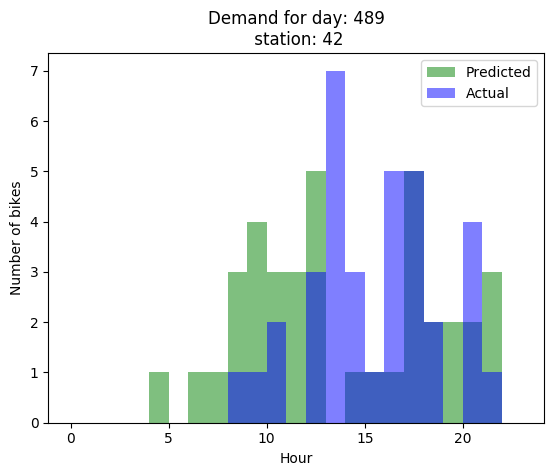 Demand for day: 489
station: 42
Predicted
Actual
7
6
5
4
3
2
1
0
Number of bikes
0 5 10 15 20
Hour